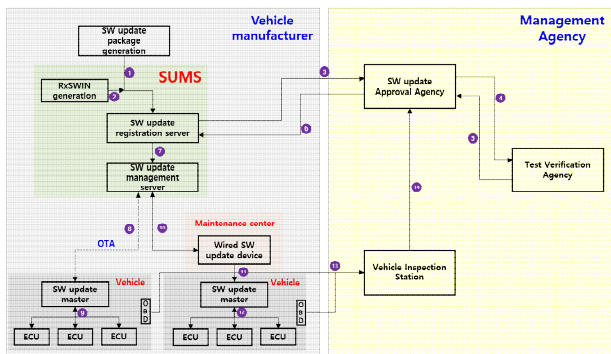 Vehicle
manufacturer
Management
Agency
SW update
package
generation
1
SUMS
RxSWIN
generation
2
SW update
registration server
3
6
7
SW update
management
server
SW update
Approval Agency
4
5
Test Verification
Agency
8
10
OTA
Maintenance center
Wired SW
update device
11
13
14
Vehicle Inspection
Station
Vehicle
SW update
master
9
ECU
ECU
ECU
O
B
D
Vehicle
SW update
master
12
ECU
ECU
ECU
O
B
D